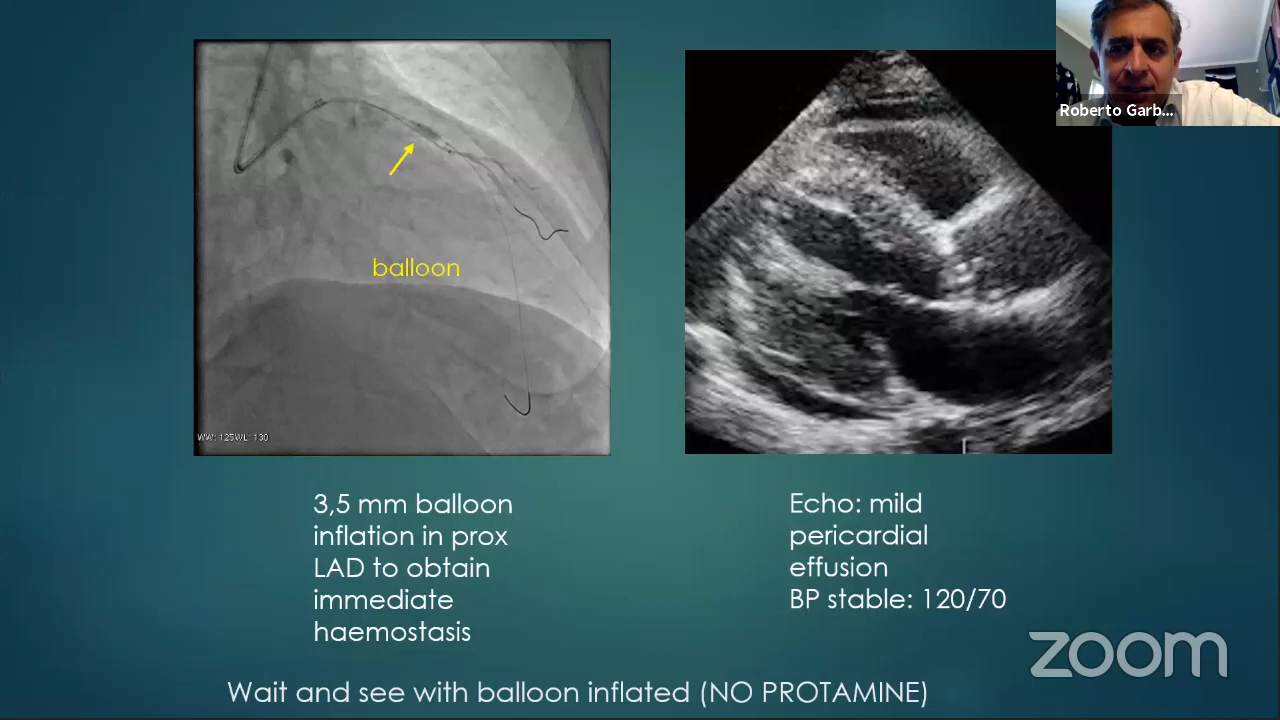 Roberto Garb...
balloon
WW: 125WL: 130
3,5 mm balloon
inflation in prox
LAD to obtain
immediate
haemostasis
Echo: mild
pericardial
effusion
BP stable: 120/70
zoom
Wait and see with balloon inflated (NO PROTAMINE)